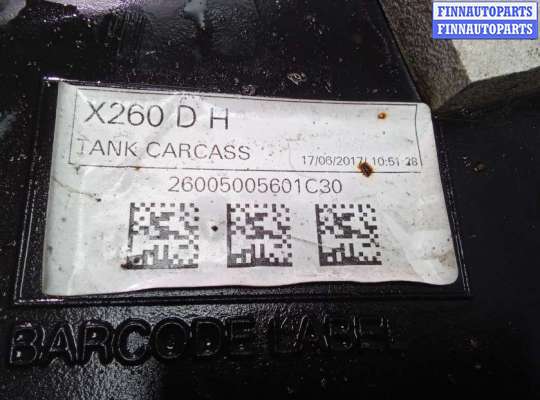 FINNAUTOPARTS
FINNAUTOPARTS
X260 D H
TANK CARCASS 17/06/2017 10:51:28
26005005601C30
BARCODE LABEL